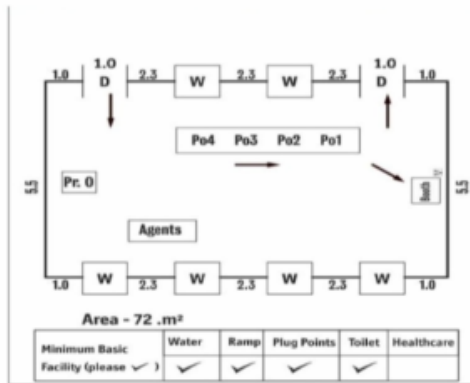 1.0 1.0
1.0 D 2.3 W 2.3 W 2.3 D 1.0
Po4 Po3 Po2 Po1
5.5 Pr. O Booth 5.5
Agents
1.0 W 2.3 W 2.3 W 2.3 W 1.0
Area - 72 .m²
Minimum Basic Facility (please ✓ ) Water Ramp Plug Points Toilet Healthcare
✓ ✓ ✓ ✓